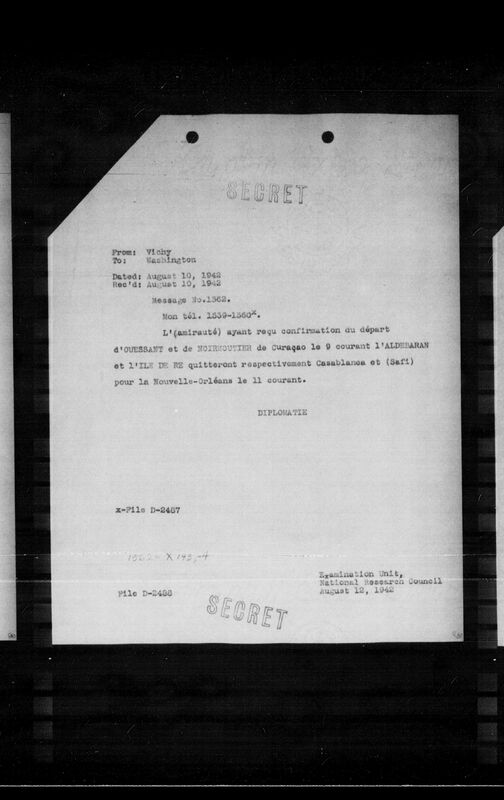 SECRET
From: Vichy
To: Washington
Dated: August 10, 1942
Rec'd: August 10, 1942
Message No.1362.
Mon tél. 1359-1360x.
L'(amirauté) ayant reçu confirmation du départ
d'OUESSANT et de NOIRMOUTIER de Curaçao le 9 courant l'ALDEBARAN
et l'ILE DE RE quitteront respectivement Casablanca et (Safi)
pour la Nouvelle-Orléans le 11 courant.
DIPLOMATIE
x-File D-2487
Examination Unit,
National Research Council
August 12, 1942
File D-2488
SECRET